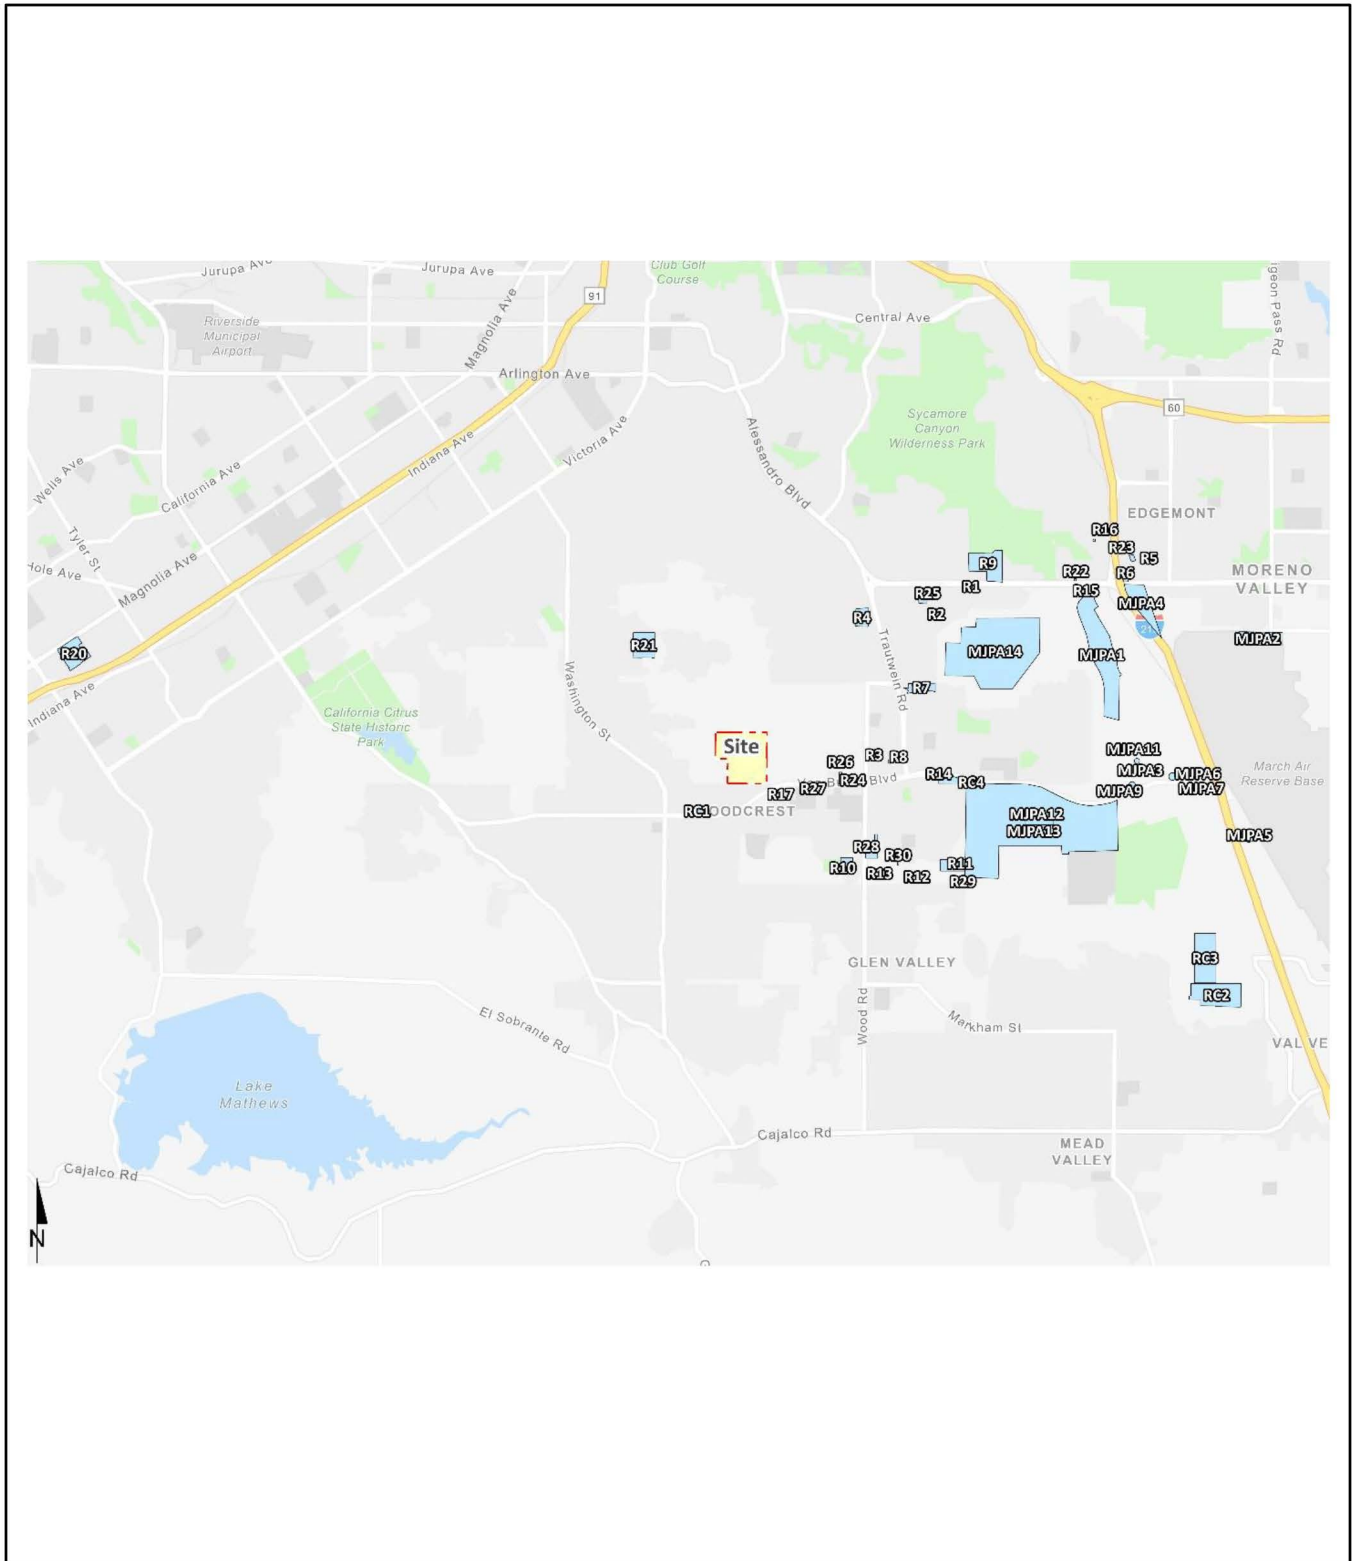 Jurupa Ave
Jurupa Ave
Club Golf
Course
91
Riverside
Municipal
Airport
Magnolia Ave
Central Ave
igeon Pass Rd
Arlington Ave
60
Alessandro Blvd
Sycamore
Canyon
Wilderness Park
Victoria Ave
Indiana Ave
Wells Ave
California Ave
Tyler St
Hole Ave
Magnolia Ave
EDGEMONT
R16
R23
R5
R9
R22
R6
MORENO
VALLEY
R1
R25
R15
MJPA4
R2
R4
MJPA2
R21
R20
Trautwein Rd
MJPA14
MJPA1
R7
Indiana Ave
Washington St
California Citrus
State Historic
Park
Site
MJPA11
R3
R8
R26
MJPA3
MJPA6
March Air
Reserve Base
R14
RC4
R24
Blvd
R27
R17
MJPA9
MJPA7
RC1
OODCREST
MJPA12
MJPA13
MJPA5
R28
R30
R10
R13
R12
R11
R29
GLEN VALLEY
RC3
RC2
Wood Rd
El Sobrante Rd
Markham St
VAL VE
Lake
Mathews
Cajalco Rd
MEAD
VALLEY
Cajalco Rd
N